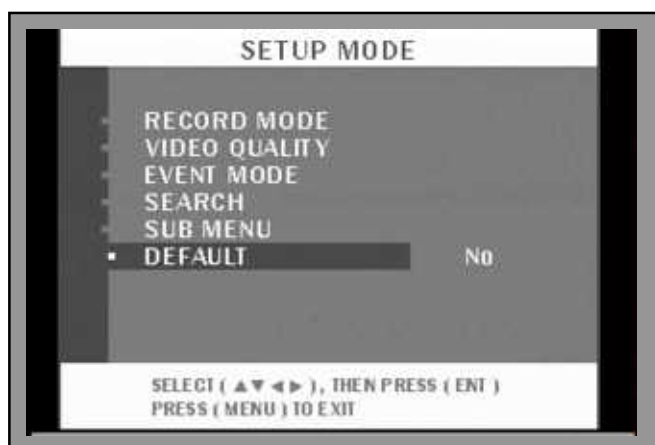 SETUP MODE
RECORD MODE
VIDEO QUALITY
EVENT MODE
SEARCH
SUB MENU
DEFAULT No
SELECT ( ▲▼◀▶ ), THEN PRESS ( ENT )
PRESS ( MENU ) TO EXIT